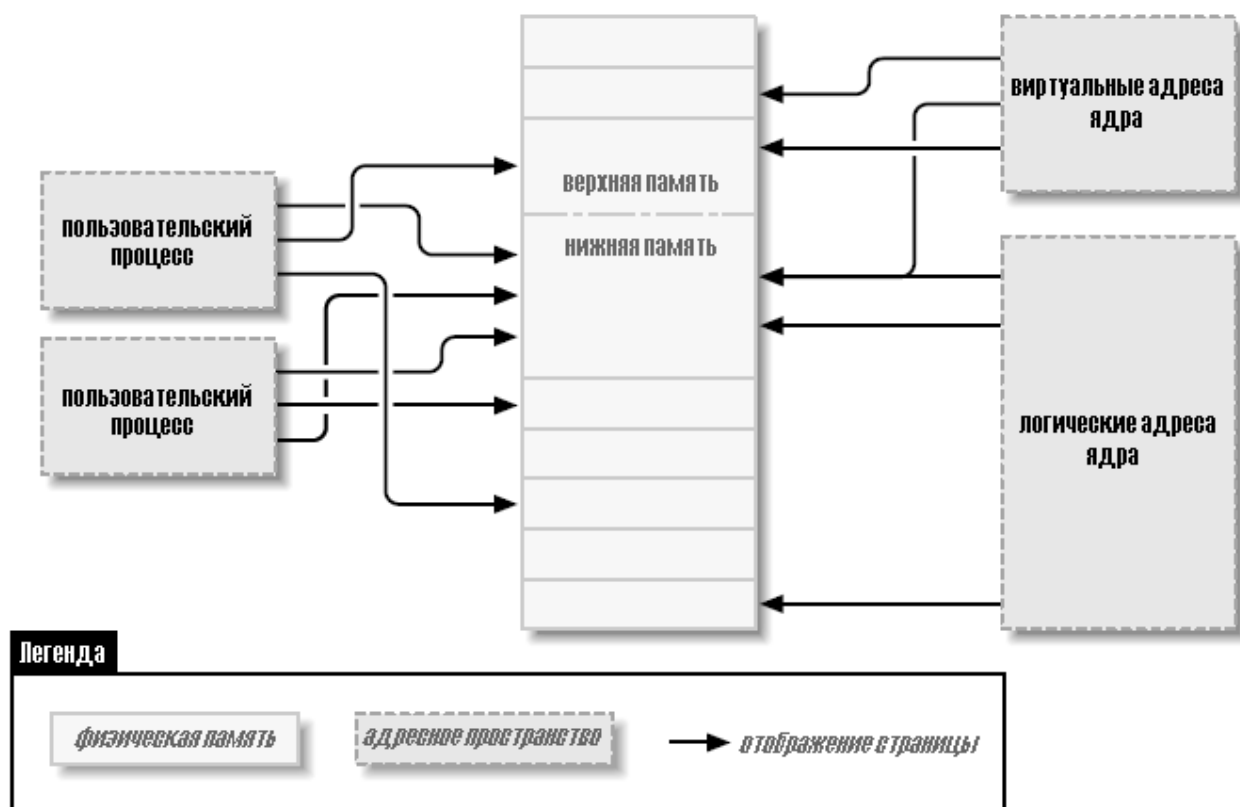 виртуальные адреса
ядра
верхняя память
нижняя память
пользовательский
процесс
пользовательский
процесс
логические адреса
ядра
Легенда
физическая память
адресное пространство
отображение страницы